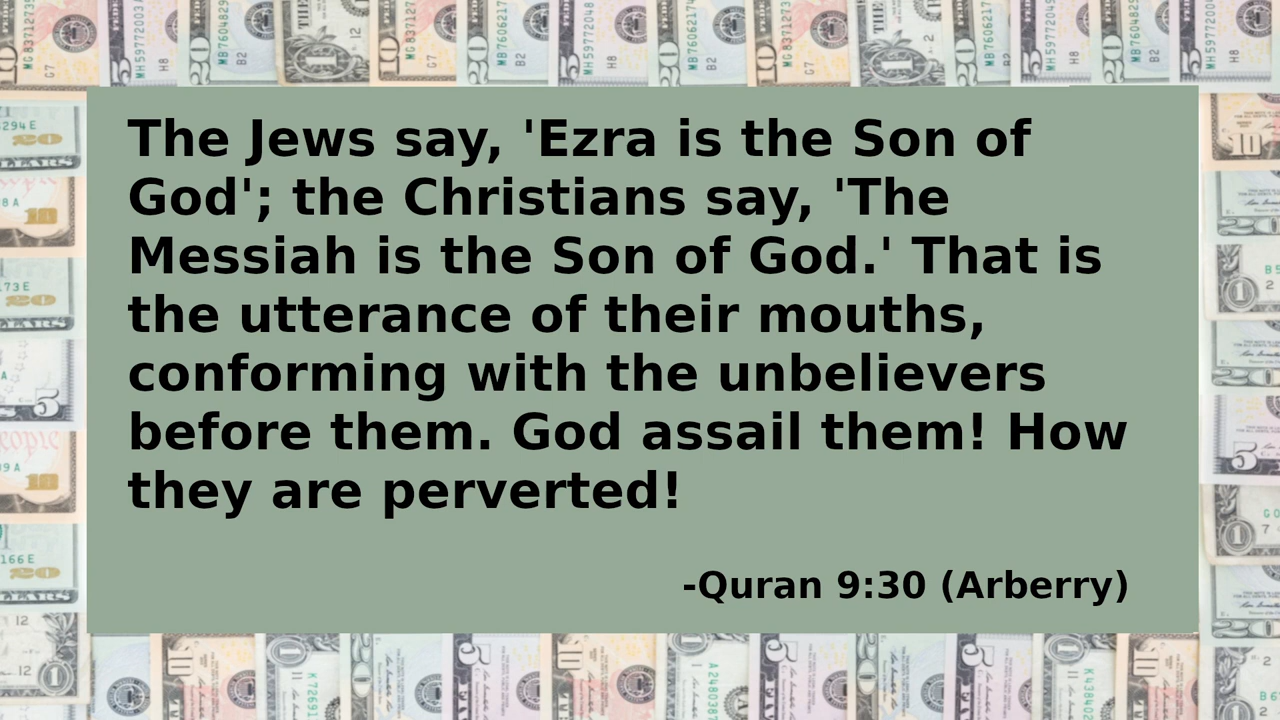 The Jews say, 'Ezra is the Son of
God'; the Christians say, 'The
Messiah is the Son of God.' That is
the utterance of their mouths,
conforming with the unbelievers
before them. God assail them! How
they are perverted!
-Quran 9:30 (Arberry)